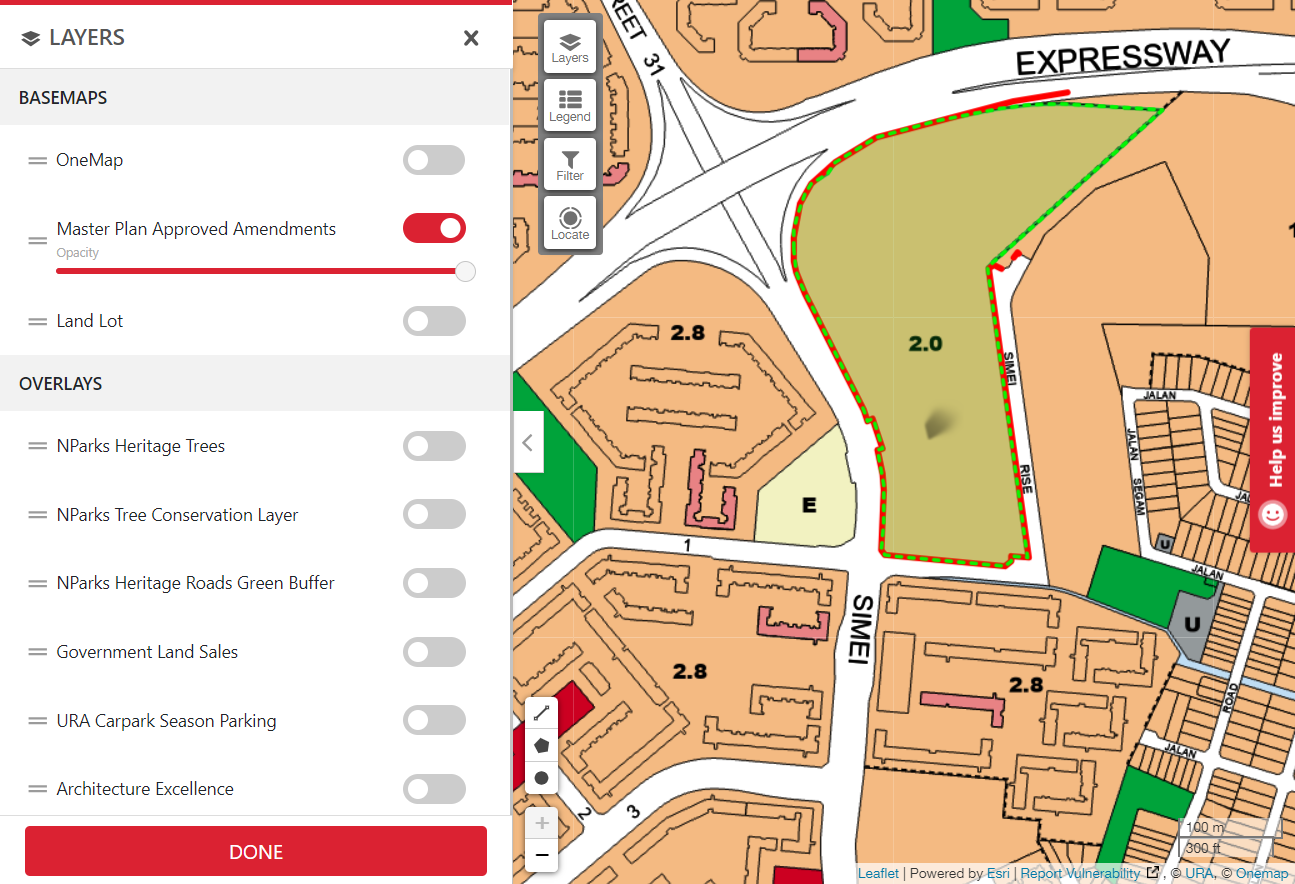 LAYERS
BASEMAPS
OneMap
Master Plan Approved Amendments
Opacity
Land Lot
OVERLAYS
NParks Heritage Trees
NParks Tree Conservation Layer
NParks Heritage Roads Green Buffer
Government Land Sales
URA Carpark Season Parking
Architecture Excellence
DONE
Layers
Legend
Filter
Locate
31
EXPRESSWAY
2.8
2.0
SIMEI
RISE
E
1
SIMEI
2.8
2.8
2
3
JALAN
JALAN
SEGAM
U
JALAN
U
ROAD
JALAN
Help us improve
100 m
300 ft
Leaflet | Powered by Esri | Report Vulnerability , © URA, © Onemap